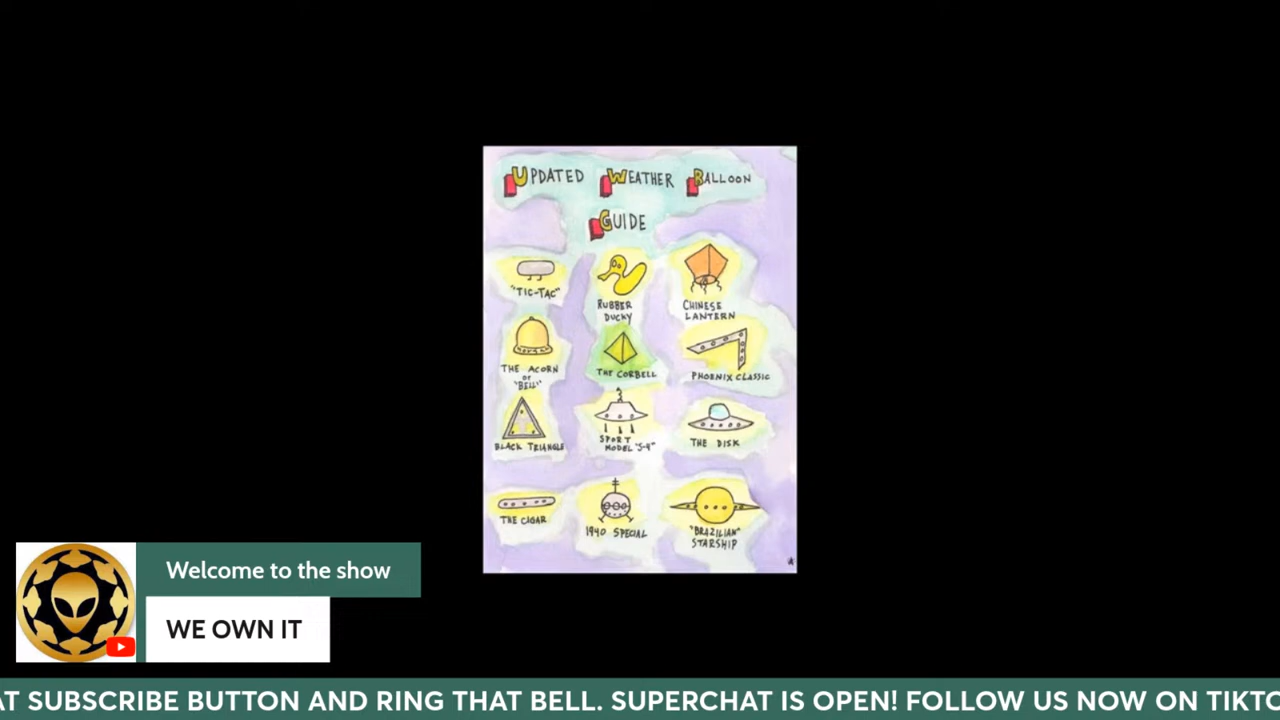 UPDATED WEATHER BALLOON
GUIDE
"TIC-TAC"
RUBBER
DUCKY
CHINESE
LANTERN
THE ACORN
or
"BELL"
THE CORBELL
PHOENIX CLASSIC
BLACK TRIANGLE
SPORT
MODEL "S-4"
THE DISK
THE CIGAR
1940 SPECIAL
"BRAZILIAN"
STARSHIP
Welcome to the show
WE OWN IT
AT SUBSCRIBE BUTTON AND RING THAT BELL. SUPERCHAT IS OPEN! FOLLOW US NOW ON TIKTO